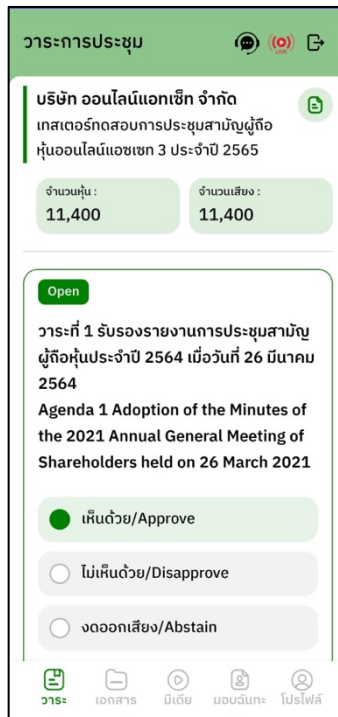 วาระการประชุม
LIVE
บริษัท ออนไลน์แอทเซ็ท จำกัด
เทสเตอร์ทดสอบการประชุมสามัญผู้ถือ
หุ้นออนไลน์แอซเซท 3 ประจำปี 2565
จำนวนหุ้น :
11,400
จำนวนเสียง :
11,400
Open
วาระที่ 1 รับรองรายงานการประชุมสามัญ
ผู้ถือหุ้นประจำปี 2564 เมื่อวันที่ 26 มีนาคม
2564
Agenda 1 Adoption of the Minutes of
the 2021 Annual General Meeting of
Shareholders held on 26 March 2021
เห็นด้วย/Approve
ไม่เห็นด้วย/Disapprove
งดออกเสียง/Abstain
วาระ เอกสาร มีเดีย มอบฉันทะ โปรไฟล์